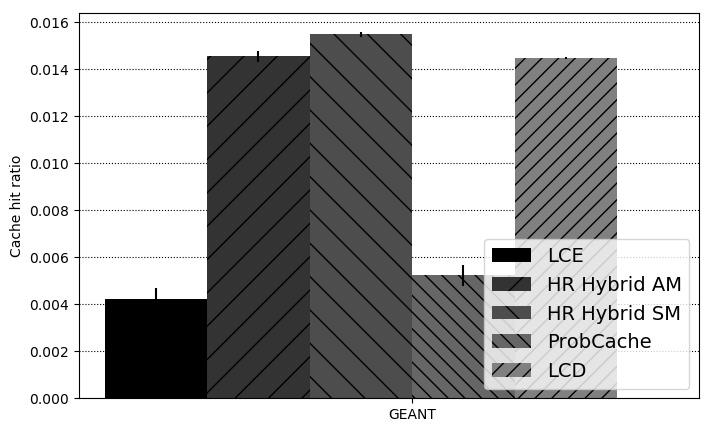 0.016
0.014
0.012
0.010
0.008
0.006
0.004
0.002
0.000
Cache hit ratio
GEANT
LCE
HR Hybrid AM
HR Hybrid SM
ProbCache
LCD